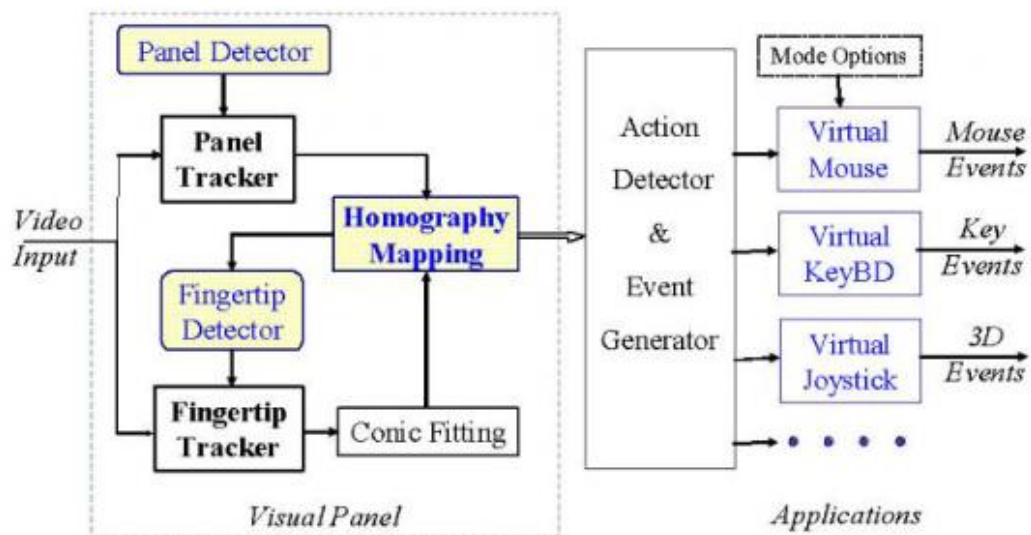 Panel Detector
Mode Options
Panel
Tracker
Action
Detector
&
Event
Generator
Virtual
Mouse
Mouse
Events
Video
Input
Homography
Mapping
Virtual
KeyBD
Key
Events
Fingertip
Detector
Virtual
Joystick
3D
Events
Fingertip
Tracker
Conic Fitting
Visual Panel
Applications